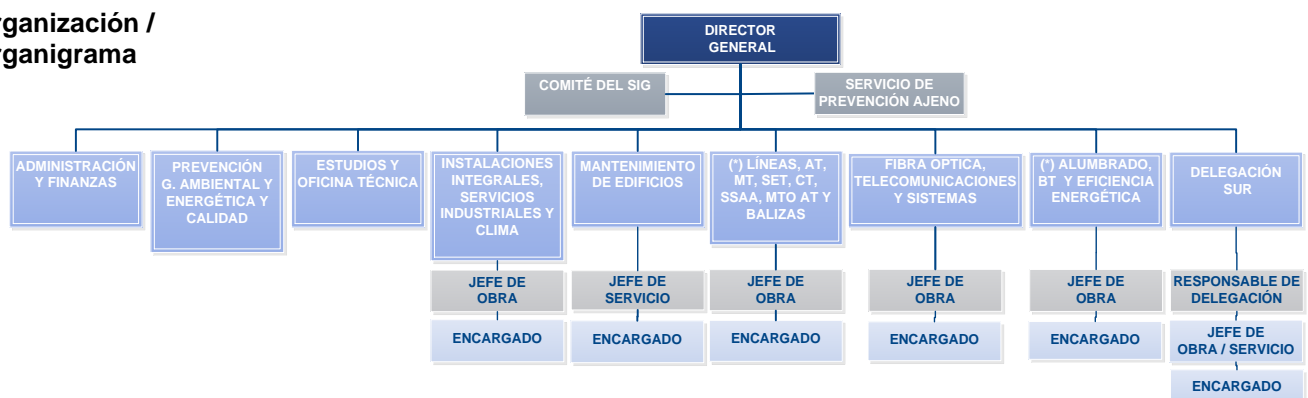 rganización /
rganigrama
DIRECTOR
GENERAL
COMITÉ DEL SIG
SERVICIO DE
PREVENCIÓN AJENO
ADMINISTRACIÓN
Y FINANZAS
PREVENCIÓN
G. AMBIENTAL Y
ENERGÉTICA Y
CALIDAD
ESTUDIOS Y
OFICINA TÉCNICA
INSTALACIONES
INTEGRALES,
SERVICIOS
INDUSTRIALES Y
CLIMA
MANTENIMIENTO
DE EDIFICIOS
(*) LÍNEAS, AT,
MT, SET, CT,
SSAA, MTO AT Y
BALIZAS
FIBRA OPTICA,
TELECOMUNICACIONES
Y SISTEMAS
(*) ALUMBRADO,
BT Y EFICIENCIA
ENERGÉTICA
DELEGACIÓN
SUR
JEFE DE
OBRA
JEFE DE
SERVICIO
JEFE DE
OBRA
JEFE DE
OBRA
JEFE DE
OBRA
RESPONSABLE DE
DELEGACIÓN
ENCARGADO
ENCARGADO
ENCARGADO
ENCARGADO
ENCARGADO
JEFE DE
OBRA / SERVICIO
ENCARGADO